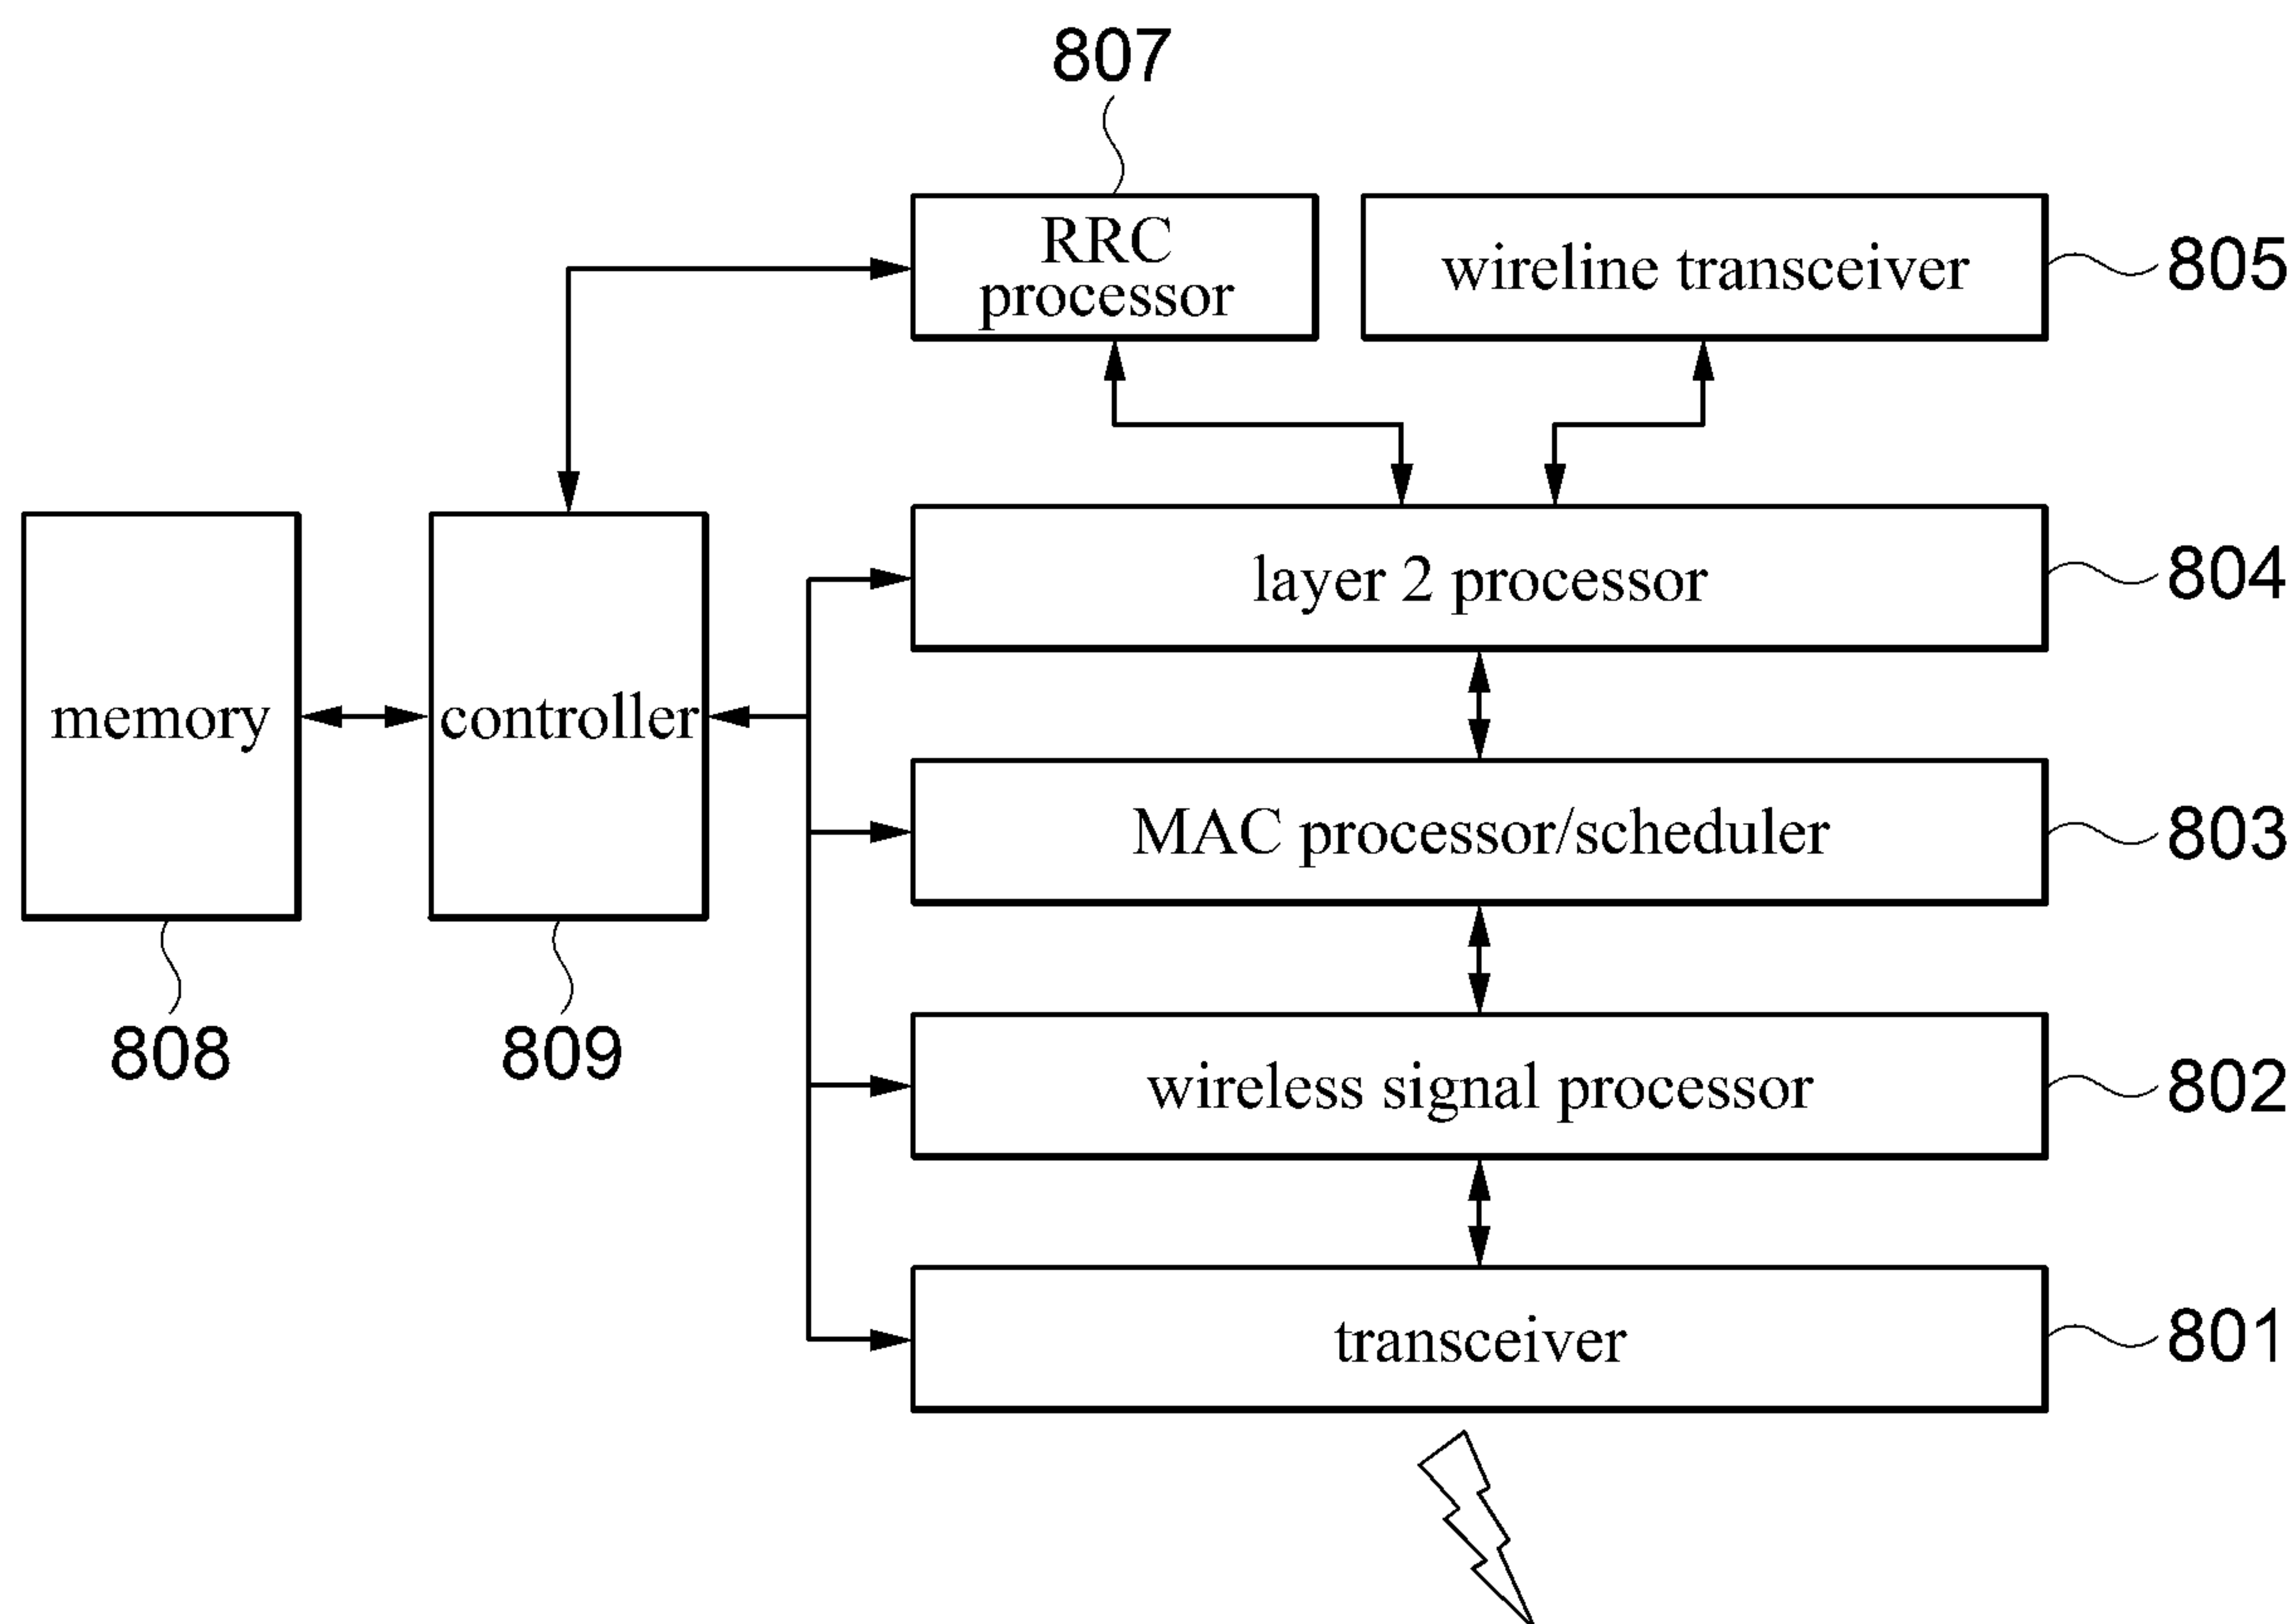 807
RRC
processor
wireline transceiver
805
layer 2 processor
804
memory
controller
MAC processor/scheduler
803
808
809
wireless signal processor
802
transceiver
801